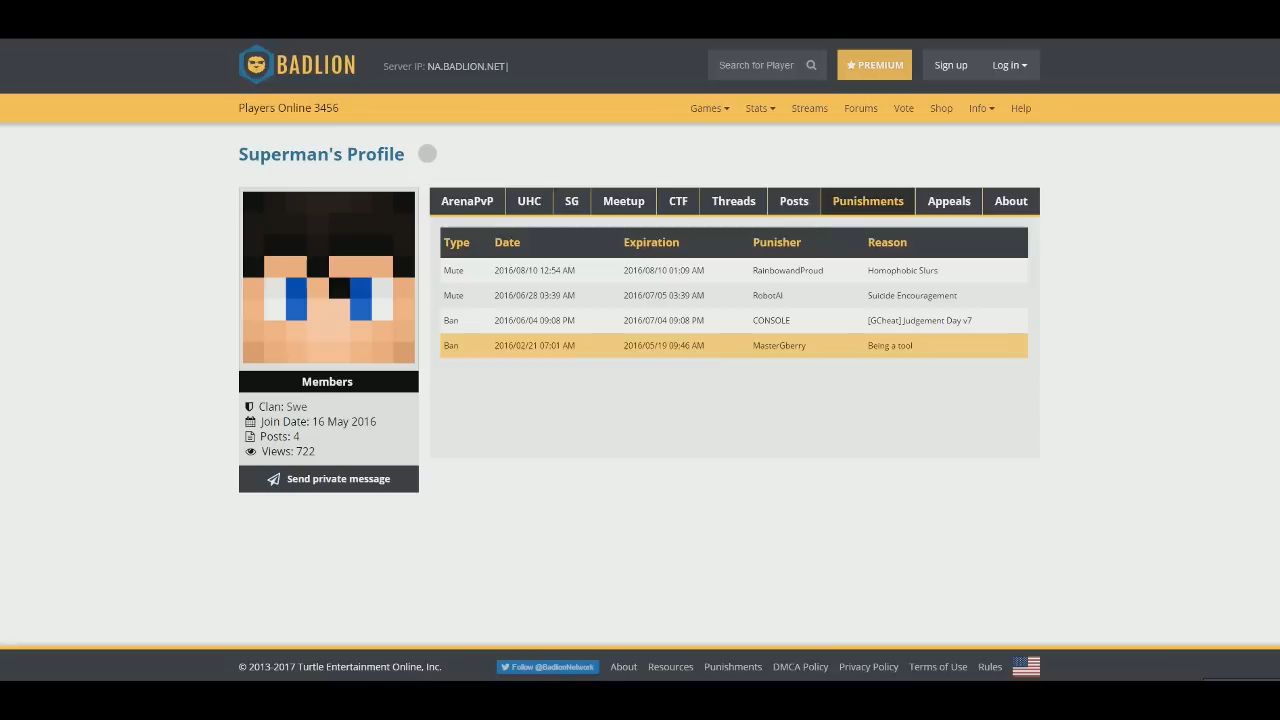 BADLION
Server IP: NA.BADLION.NET|
Search for Player
PREMIUM
Sign up
Log in
Players Online 3456
Games
Stats
Streams
Forums
Vote
Shop
Info
Help
Superman's Profile
ArenaPvP
UHC
SG
Meetup
CTF
Threads
Posts
Punishments
Appeals
About
Type Date Expiration Punisher Reason
Mute 2016/08/10 12:54 AM 2016/08/10 01:09 AM RainbowandProud Homophobic Slurs
Mute 2016/06/28 03:39 AM 2016/07/05 03:39 AM RobotAI Suicide Encouragement
Ban 2016/06/04 09:08 PM 2016/07/04 09:08 PM CONSOLE [GCheat] Judgement Day v7
Ban 2016/02/21 07:01 AM 2016/05/19 09:46 AM MasterGberry Being a tool
Members
Clan: Swe
Join Date: 16 May 2016
Posts: 4
Views: 722
Send private message
© 2013-2017 Turtle Entertainment Online, Inc.
Follow @BadlionNetwork
About
Resources
Punishments
DMCA Policy
Privacy Policy
Terms of Use
Rules